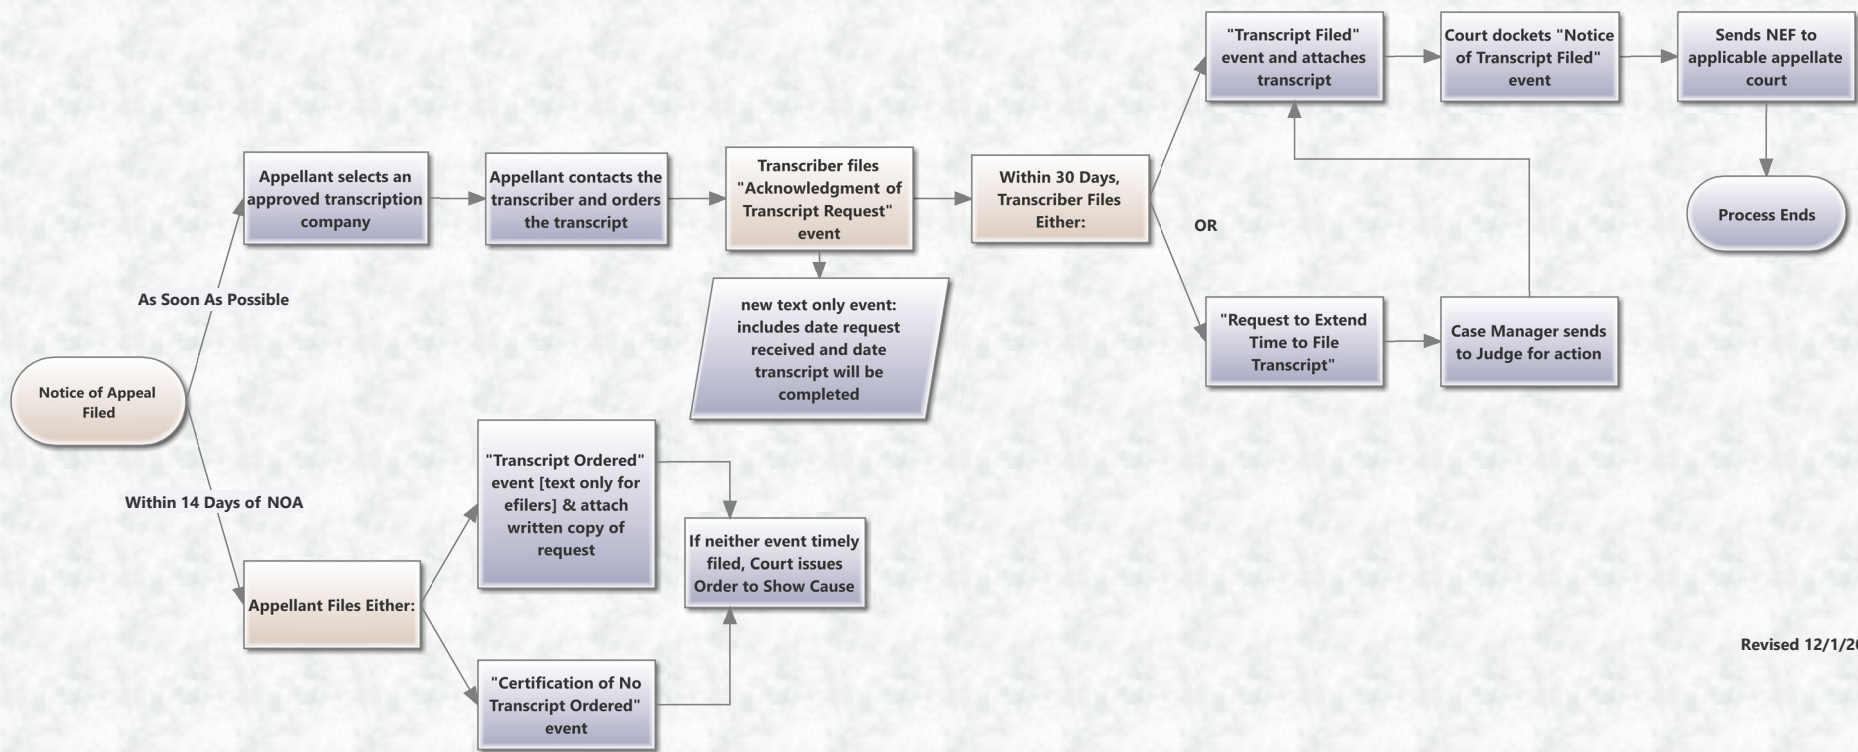 "Transcript Filed"
event and attaches
transcript
Court dockets "Notice
of Transcript Filed"
event
Sends NEF to
applicable appellate
court
Appellant selects an
approved transcription
company
Appellant contacts the
transcriber and orders
the transcript
Transcriber files
"Acknowledgment of
Transcript Request"
event
Within 30 Days,
Transcriber Files
Either:
OR
Process Ends
As Soon As Possible
new text only event:
includes date request
received and date
transcript will be
completed
"Request to Extend
Time to File
Transcript"
Case Manager sends
to Judge for action
Notice of Appeal
Filed
Within 14 Days of NOA
"Transcript Ordered"
event [text only for
efilers] & attach
written copy of
request
If neither event timely
filed, Court issues
Order to Show Cause
Appellant Files Either:
"Certification of No
Transcript Ordered"
event
Revised